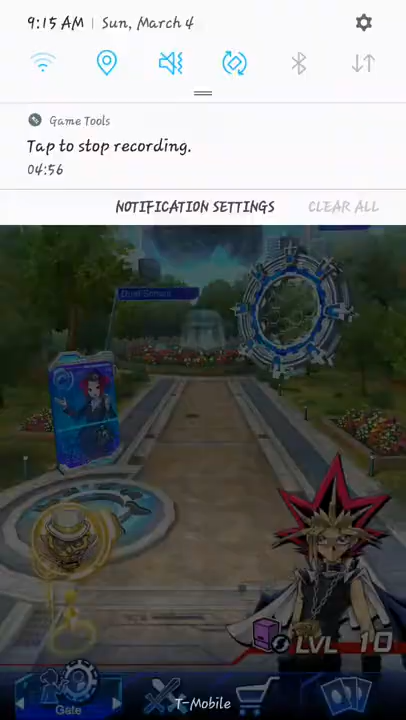 9:15 AM | Sun, March 4
Game Tools
Tap to stop recording.
04:56
NOTIFICATION SETTINGS CLEAR ALL
Duel School
LVL 10
Gate
T-Mobile